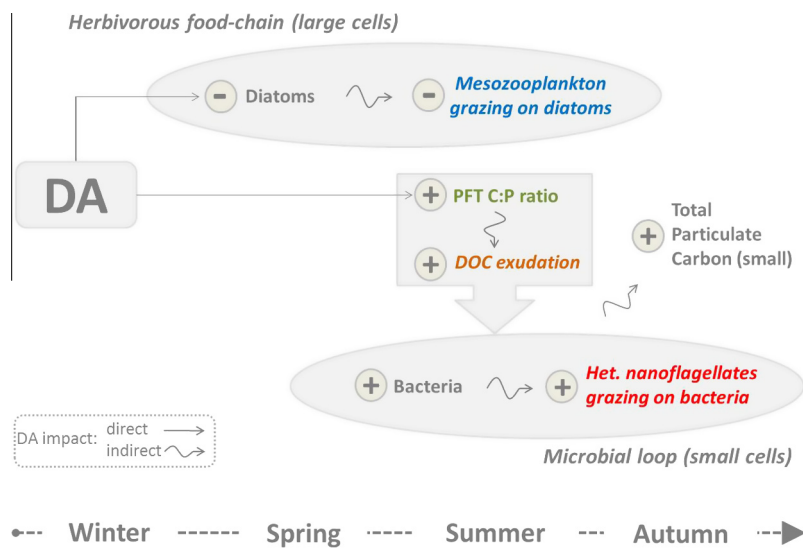 Herbivorous food-chain (large cells)
Diatoms
Mesozooplankton
grazing on diatoms
DA
PFT C:P ratio
DOC exudation
Total
Particulate
Carbon (small)
Bacteria
Het. nanoflagellates
grazing on bacteria
DA impact:
direct
indirect
Microbial loop (small cells)
Winter Spring Summer Autumn